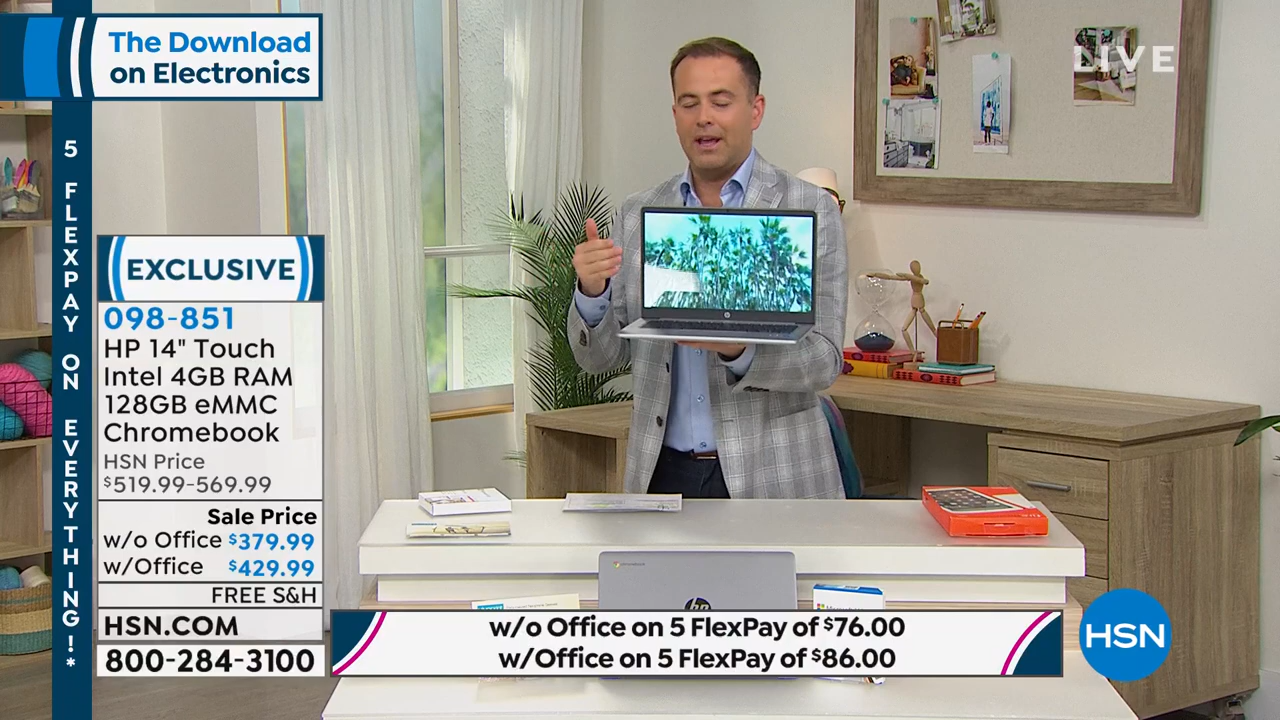 The Download
on Electronics
LIVE
5 FLEXPAY ON EVERYTHING!*
EXCLUSIVE
098-851
HP 14" Touch
Intel 4GB RAM
128GB eMMC
Chromebook
HSN Price
$519.99-569.99
Sale Price
w/o Office $379.99
w/Office $429.99
FREE S&H
HSN.COM
800-284-3100
hp
w/o Office on 5 FlexPay of $76.00
w/Office on 5 FlexPay of $86.00
HSN